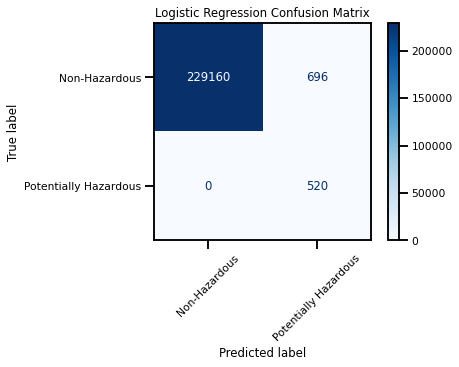 Logistic Regression Confusion Matrix
True label
Non-Hazardous
Potentially Hazardous
229160
696
0
520
Non-Hazardous
Potentially Hazardous
Predicted label
200000
150000
100000
50000
0